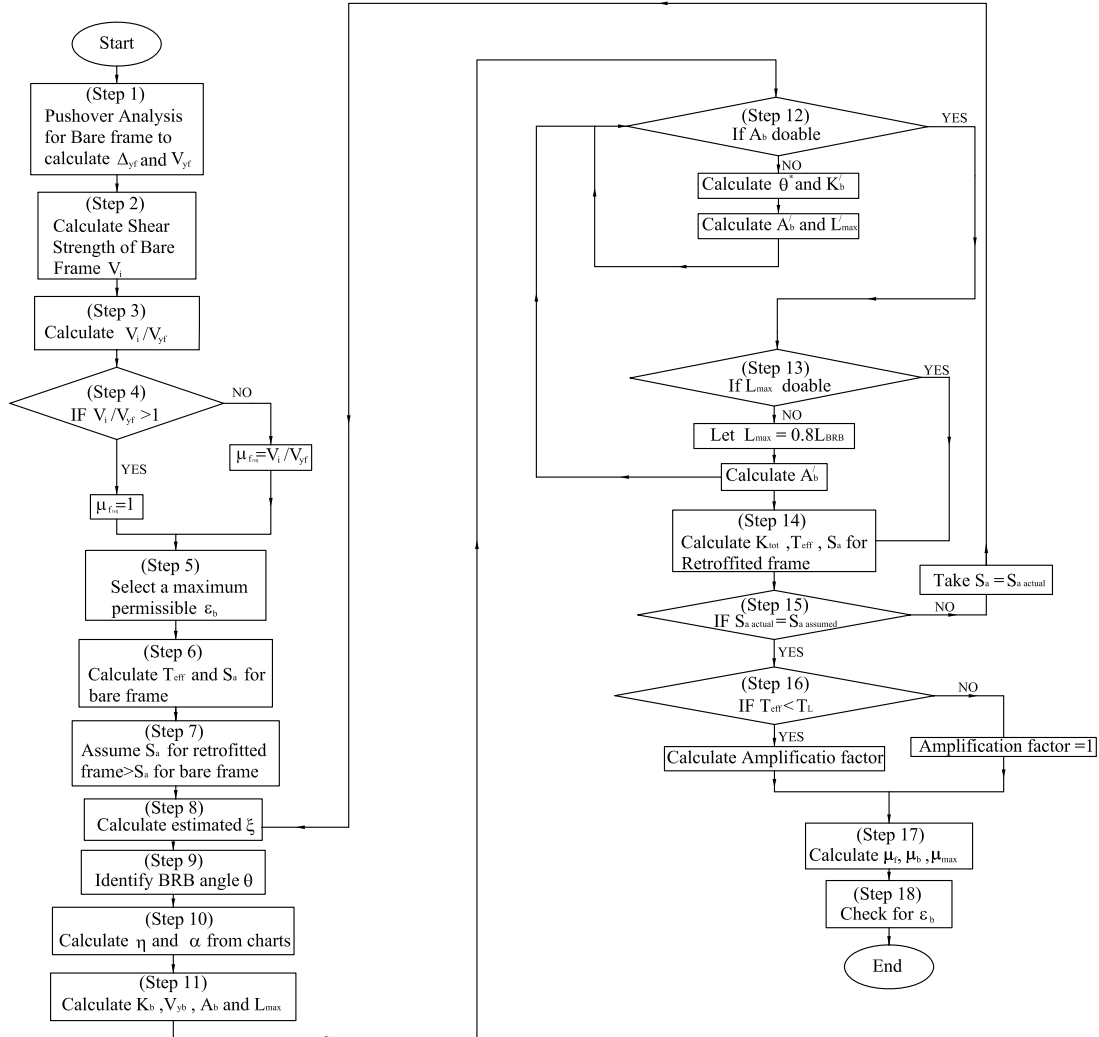 Start
(Step 1)
Pushover Analysis
for Bare frame to
calculate Δyf and Vyf
(Step 2)
Calculate Shear
Strength of Bare
Frame Vi
(Step 3)
Calculate Vi/Vyf
(Step 4)
IF Vi/Vyf >1
NO
μfreq=Vi/Vyf
YES
μfreq=1
(Step 5)
Select a maximum
permissible εb
(Step 6)
Calculate Teff and Sa for
bare frame
(Step 7)
Assume Sa for retrofitted
frame>Sa for bare frame
(Step 8)
Calculate estimated ξ
(Step 9)
Identify BRB angle θ
(Step 10)
Calculate η and α from charts
(Step 11)
Calculate Kb ,Vyb , Ab and Lmax
(Step 12)
If Ab doable
YES
NO
Calculate θ* and Kb/
Calculate Ab/ and L/max
(Step 13)
If Lmax doable
YES
NO
Let Lmax = 0.8LBRB
Calculate Ab/
(Step 14)
Calculate Ktot ,Teff , Sa for
Retroffited frame
Take Sa = Sa actual
(Step 15)
IF Sa actual = Sa assumed
NO
YES
(Step 16)
IF Teff < TL
NO
YES
Calculate Amplificatio factor
Amplification factor =1
(Step 17)
Calculate μf, μb ,μmax
(Step 18)
Check for εb
End